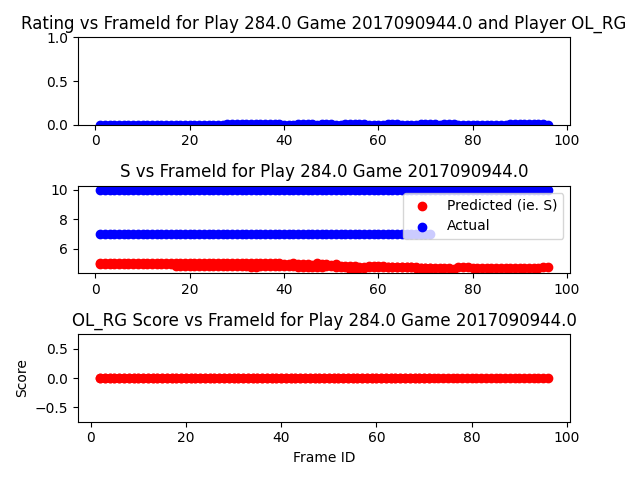 Rating vs FrameId for Play 284.0 Game 2017090944.0 and Player OL_RG
1.0
0.5
0.0
0 20 40 60 80 100
S vs FrameId for Play 284.0 Game 2017090944.0
10
8
6
Predicted (ie. S)
Actual
0 20 40 60 80 100
OL_RG Score vs FrameId for Play 284.0 Game 2017090944.0
Score
0.5
0.0
−0.5
0 20 40 60 80 100
Frame ID